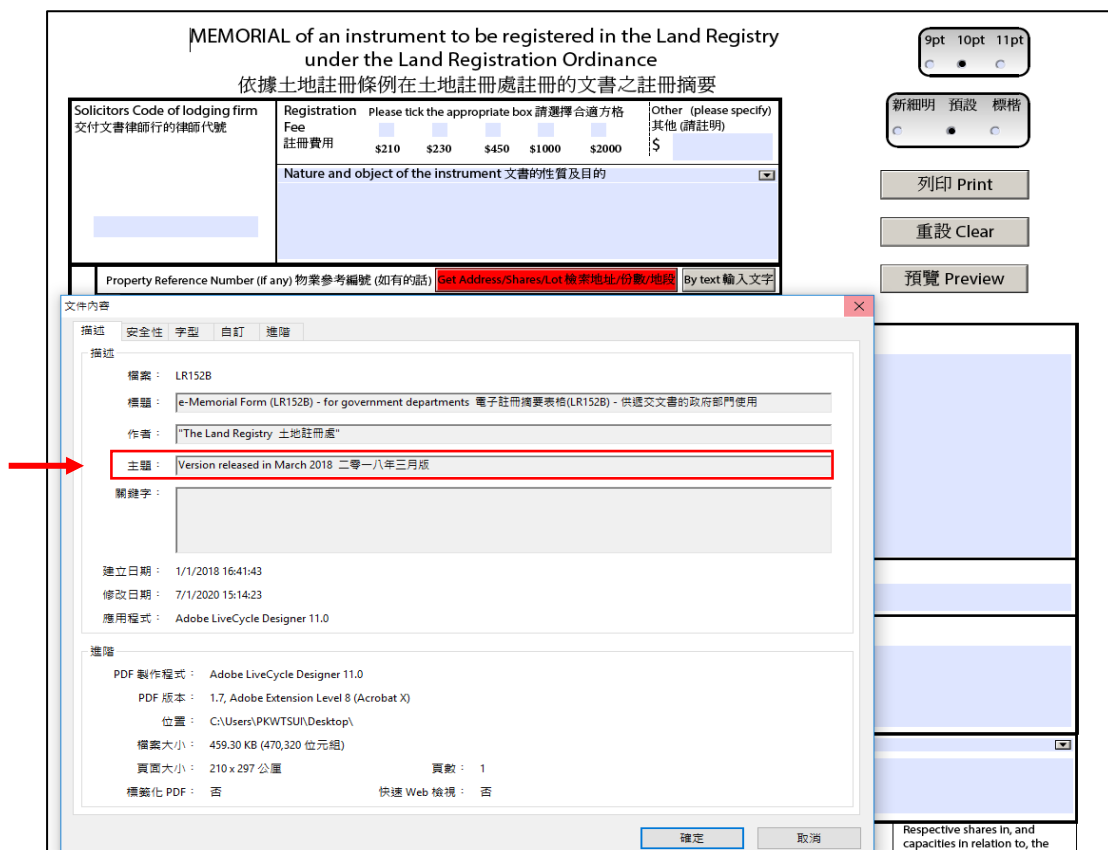 MEMORIAL of an instrument to be registered in the Land Registry
under the Land Registration Ordinance
依據土地註冊條例在土地註冊處註冊的文書之註冊摘要
9pt 10pt 11pt
新細明 預設 標楷
列印 Print
重設 Clear
預覽 Preview
Solicitors Code of lodging firm
交付文書律師行的律師代號
Registration Fee
註冊費用
Please tick the appropriate box 請選擇合適方格
$210 $230 $450 $1000 $2000
Other (please specify)
其他 (請註明)
$
Nature and object of the instrument 文書的性質及目的
Property Reference Number (if any) 物業參考編號 (如有的話) Get Address/Shares/Lot 檢索地址/份數/地段 By text 輸入文字
文件內容
描述 安全性 字型 自訂 進階
描述
檔案： LR152B
標題： e-Memorial Form (LR152B) - for government departments 電子註冊摘要表格(LR152B) - 供遞交文書的政府部門使用
作者： "The Land Registry 土地註冊處"
主題： Version released in March 2018 二零一八年三月版
關鍵字：
建立日期： 1/1/2018 16:41:43
修改日期： 7/1/2020 15:14:23
應用程式： Adobe LiveCycle Designer 11.0
進階
PDF 製作程式： Adobe LiveCycle Designer 11.0
PDF 版本： 1.7, Adobe Extension Level 8 (Acrobat X)
位置： C:\Users\PKWTSUI\Desktop\
檔案大小： 459.30 KB (470,320 位元組)
頁面大小： 210 x 297 公厘 頁數： 1
標籤化 PDF： 否 快速 Web 檢視： 否
確定 取消
Respective shares in, and
capacities in relation to, the